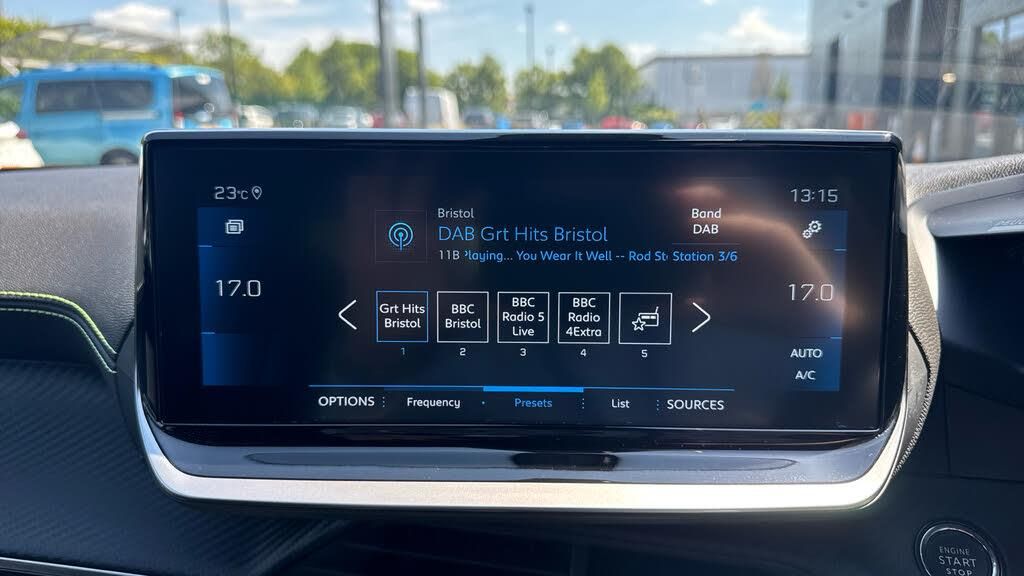 23°C
13:15
Bristol
DAB Grt Hits Bristol
11B laying... You Wear It Well -- Rod St Station 3/6
Band
DAB
17.0
17.0
Grt Hits
Bristol
1
BBC
Bristol
2
BBC
Radio 5
Live
3
BBC
Radio
4Extra
4
5
AUTO
A/C
OPTIONS
Frequency
Presets
List
SOURCES
ENGINE
START
STOP